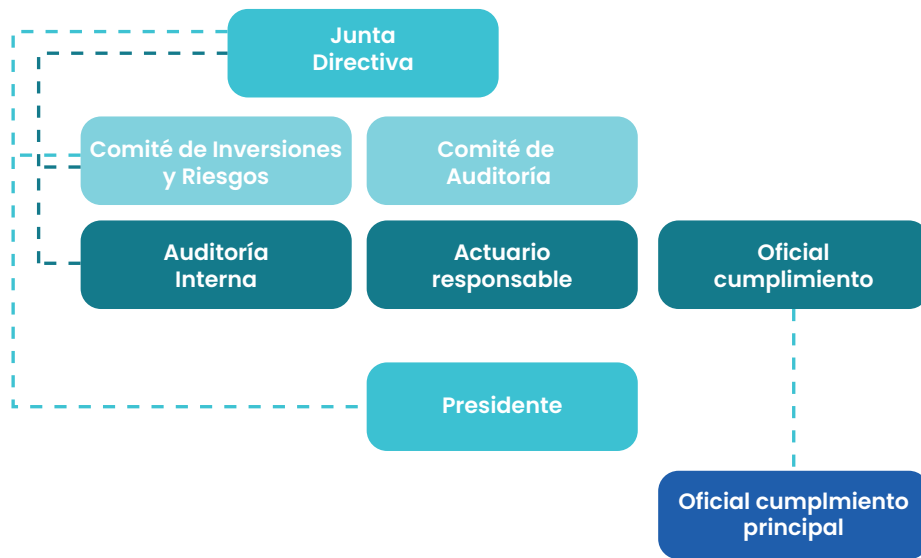 Junta
Directiva
Comité de Inversiones
y Riesgos
Comité de
Auditoría
Auditoría
Interna
Actuario
responsable
Oficial
cumplimiento
Presidente
Oficial cumplmiento
principal